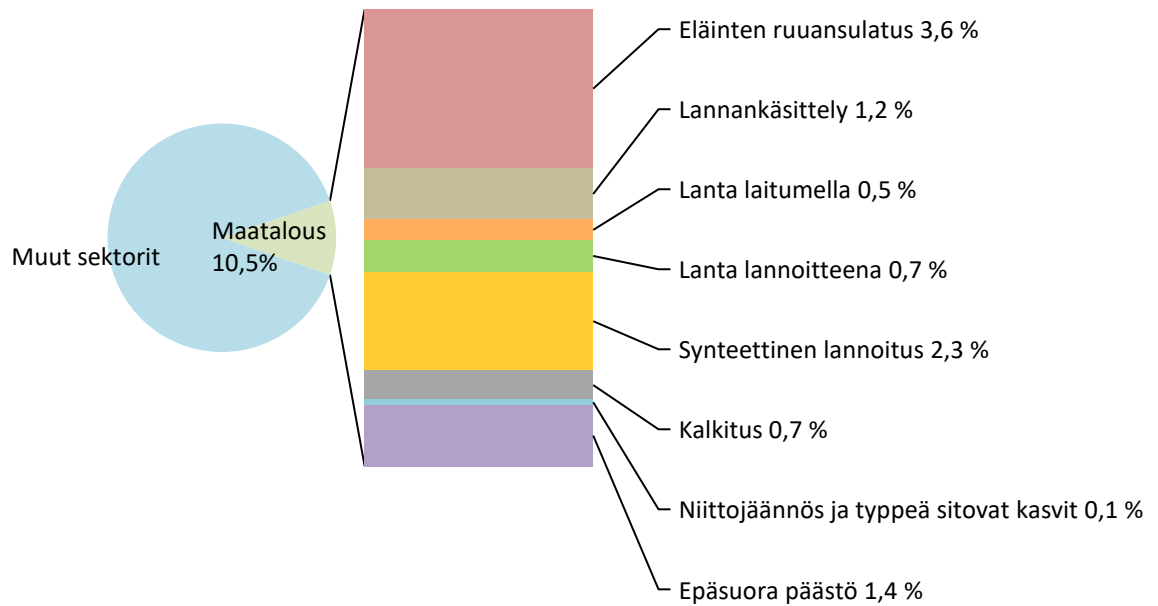 Muut sektorit
Maatalous
10,5%
Eläinten ruuansulatus 3,6 %
Lannankäsittely 1,2 %
Lanta laitumella 0,5 %
Lanta lannoitteena 0,7 %
Synteettinen lannoitus 2,3 %
Kalkitus 0,7 %
Niittojäännös ja typpeä sitovat kasvit 0,1 %
Epäsuora päästö 1,4 %